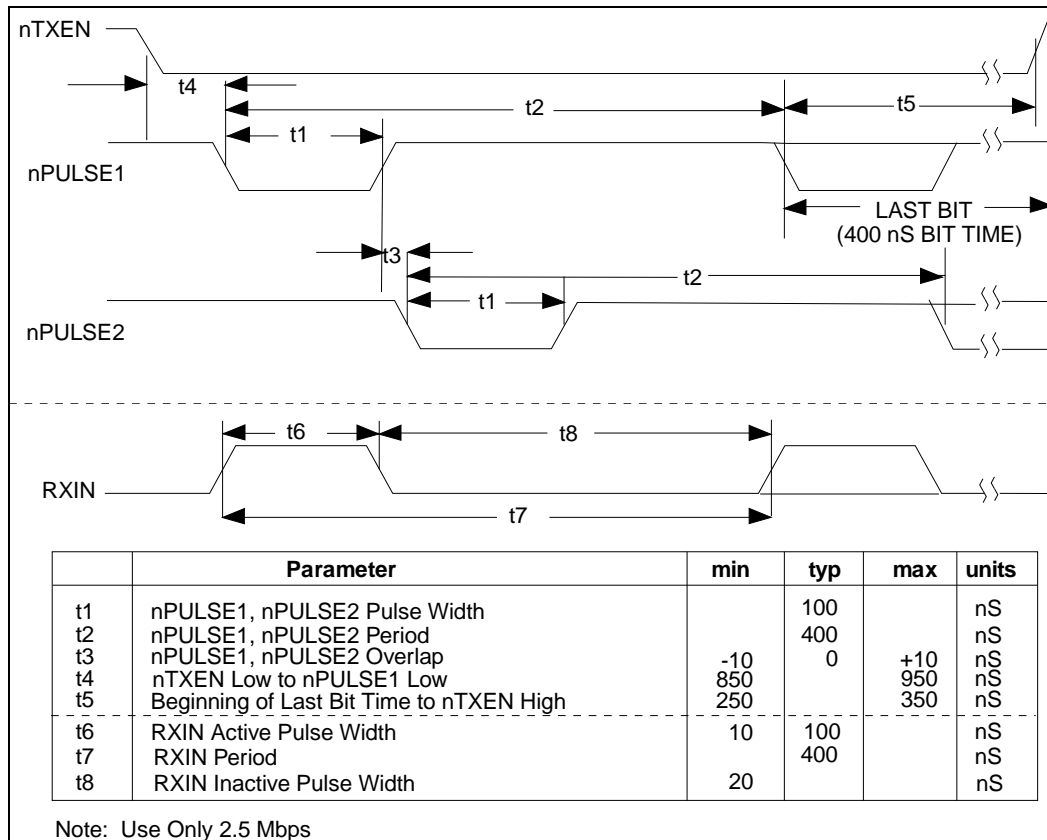 nTXEN
t4
t2
t5
t1
nPULSE1
LAST BIT
(400 nS BIT TIME)
t3
t2
t1
nPULSE2
t6
t8
RXIN
t7
Parameter min typ max units
t1 nPULSE1, nPULSE2 Pulse Width 100 nS
t2 nPULSE1, nPULSE2 Period 400 nS
t3 nPULSE1, nPULSE2 Overlap -10 0 +10 nS
t4 nTXEN Low to nPULSE1 Low 850 950 nS
t5 Beginning of Last Bit Time to nTXEN High 250 350 nS
t6 RXIN Active Pulse Width 10 100 nS
t7 RXIN Period 400 nS
t8 RXIN Inactive Pulse Width 20 nS
Note: Use Only 2.5 Mbps